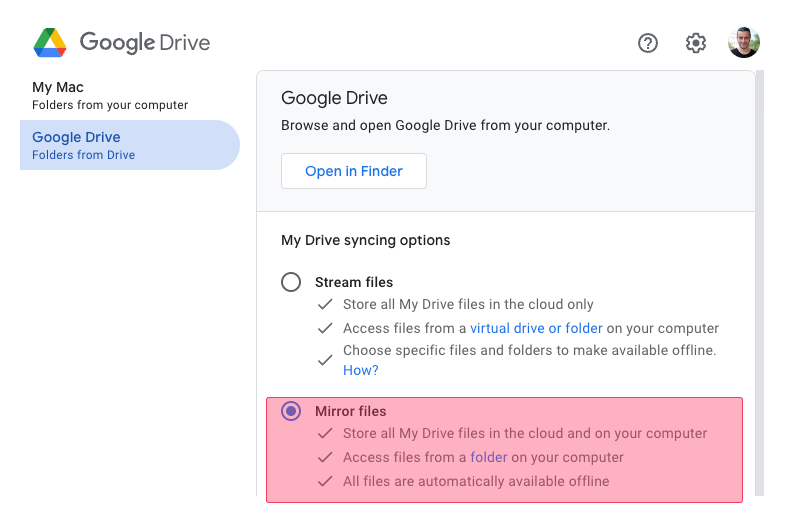 Google Drive
My Mac
Folders from your computer
Google Drive
Folders from Drive
Google Drive
Browse and open Google Drive from your computer.
Open in Finder
My Drive syncing options
Stream files
Store all My Drive files in the cloud only
Access files from a virtual drive or folder on your computer
Choose specific files and folders to make available offline.
How?
Mirror files
Store all My Drive files in the cloud and on your computer
Access files from a folder on your computer
All files are automatically available offline